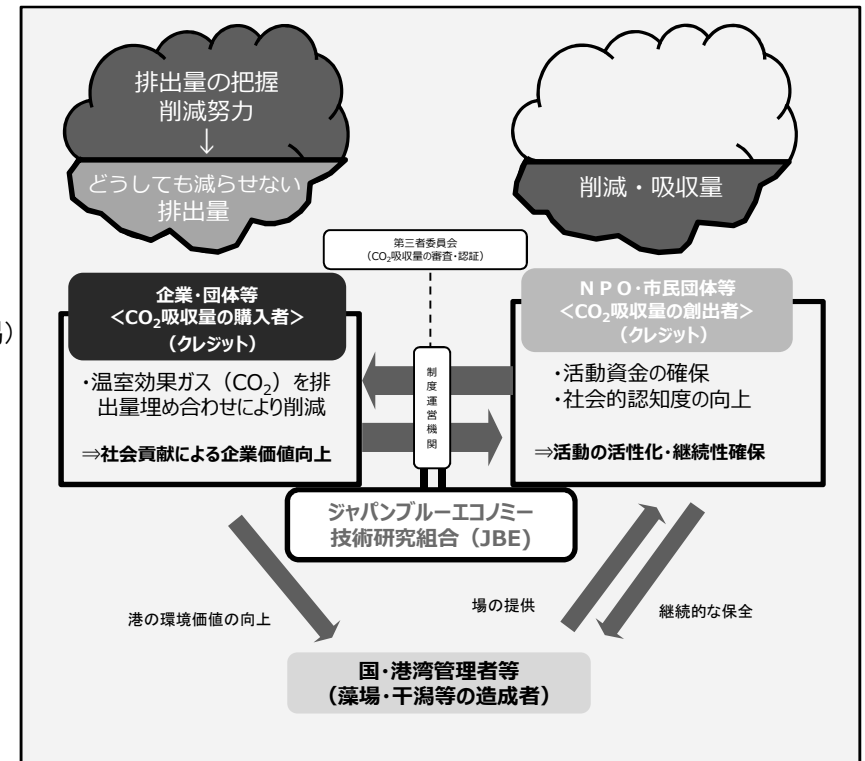 排出量の把握
削減努力
↓
どうしても減らせない
排出量
削減・吸収量
第三者委員会
（CO₂吸収量の審査・認証）
企業・団体等
<CO₂吸収量の購入者>
（クレジット）
・温室効果ガス（CO₂）を排
出量埋め合わせにより削減
⇒社会貢献による企業価値向上
制度運営機関
ＮＰＯ・市民団体等
<CO₂吸収量の創出者>
（クレジット）
・活動資金の確保
・社会的認知度の向上
⇒活動の活性化・継続性確保
ジャパンブルーエコノミー
技術研究組合（JBE)
港の環境価値の向上
場の提供
継続的な保全
国・港湾管理者等
（藻場・干潟等の造成者）